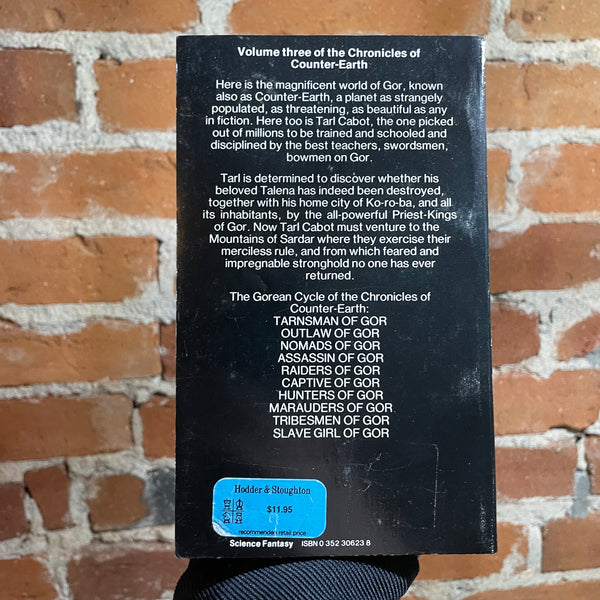 Volume three of the Chronicles of
Counter-Earth
Here is the magnificent world of Gor, known
also as Counter-Earth, a planet as strangely
populated, as threatening, as beautiful as any
in fiction. Here too is Tarl Cabot, the one picked
out of millions to be trained and schooled and
disciplined by the best teachers, swordsmen,
bowmen on Gor.
Tarl is determined to discover whether his
beloved Talena has indeed been destroyed,
together with his home city of Ko-ro-ba, and all
its inhabitants, by the all-powerful Priest-Kings
of Gor. Now Tarl Cabot must venture to the
Mountains of Sardar where they exercise their
merciless rule, and from which feared and
impregnable stronghold no one has ever
returned.
The Gorean Cycle of the Chronicles of
Counter-Earth:
TARNSMAN OF GOR
OUTLAW OF GOR
NOMADS OF GOR
ASSASSIN OF GOR
RAIDERS OF GOR
CAPTIVE OF GOR
HUNTERS OF GOR
MARAUDERS OF GOR
TRIBESMEN OF GOR
SLAVE GIRL OF GOR
Hodder & Stoughton
$11.95
recommended retail price
Science Fantasy ISBN 0 352 30623 8